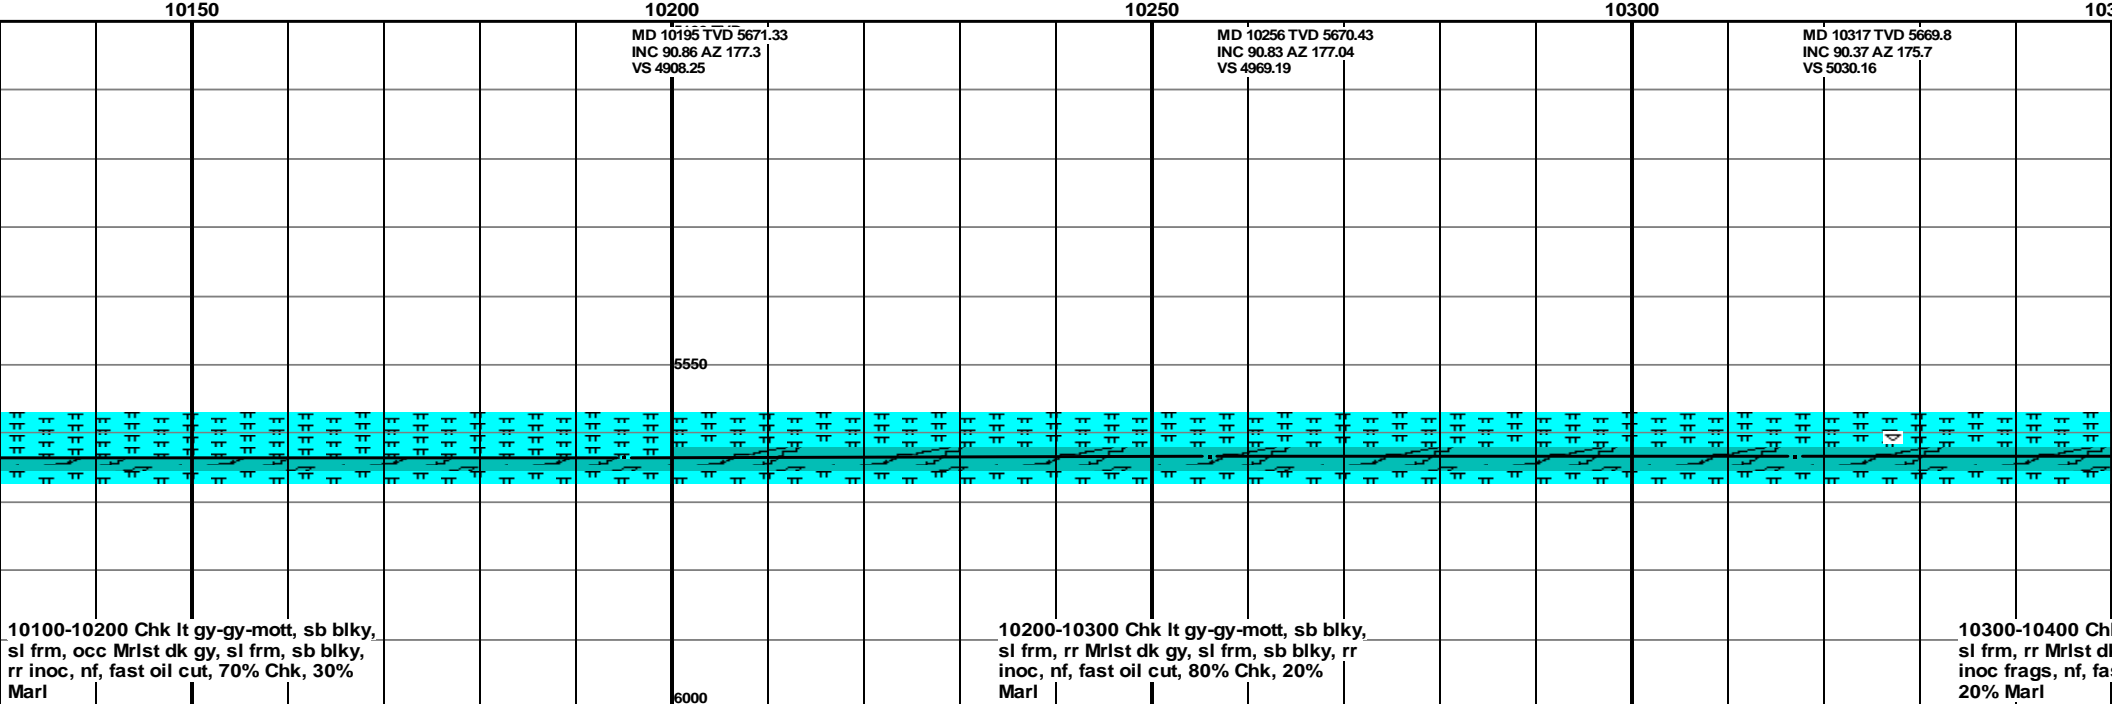 10150 10200 10250 10300
MD 10195 TVD 5671.33
INC 90.86 AZ 177.3
VS 4908.25
MD 10256 TVD 5670.43
INC 90.83 AZ 177.04
VS 4969.19
MD 10317 TVD 5669.8
INC 90.37 AZ 175.7
VS 5030.16
5550
10100-10200 Chk lt gy-gy-mott, sb blky,
sl frm, occ Mrlst dk gy, sl frm, sb blky,
rr inoc, nf, fast oil cut, 70% Chk, 30%
Marl
6000
10200-10300 Chk lt gy-gy-mott, sb blky,
sl frm, rr Mrlst dk gy, sl frm, sb blky, rr
inoc, nf, fast oil cut, 80% Chk, 20%
Marl
10300-10400
sl frm, rr Mrlst
inoc frags, nf,
20% Marl